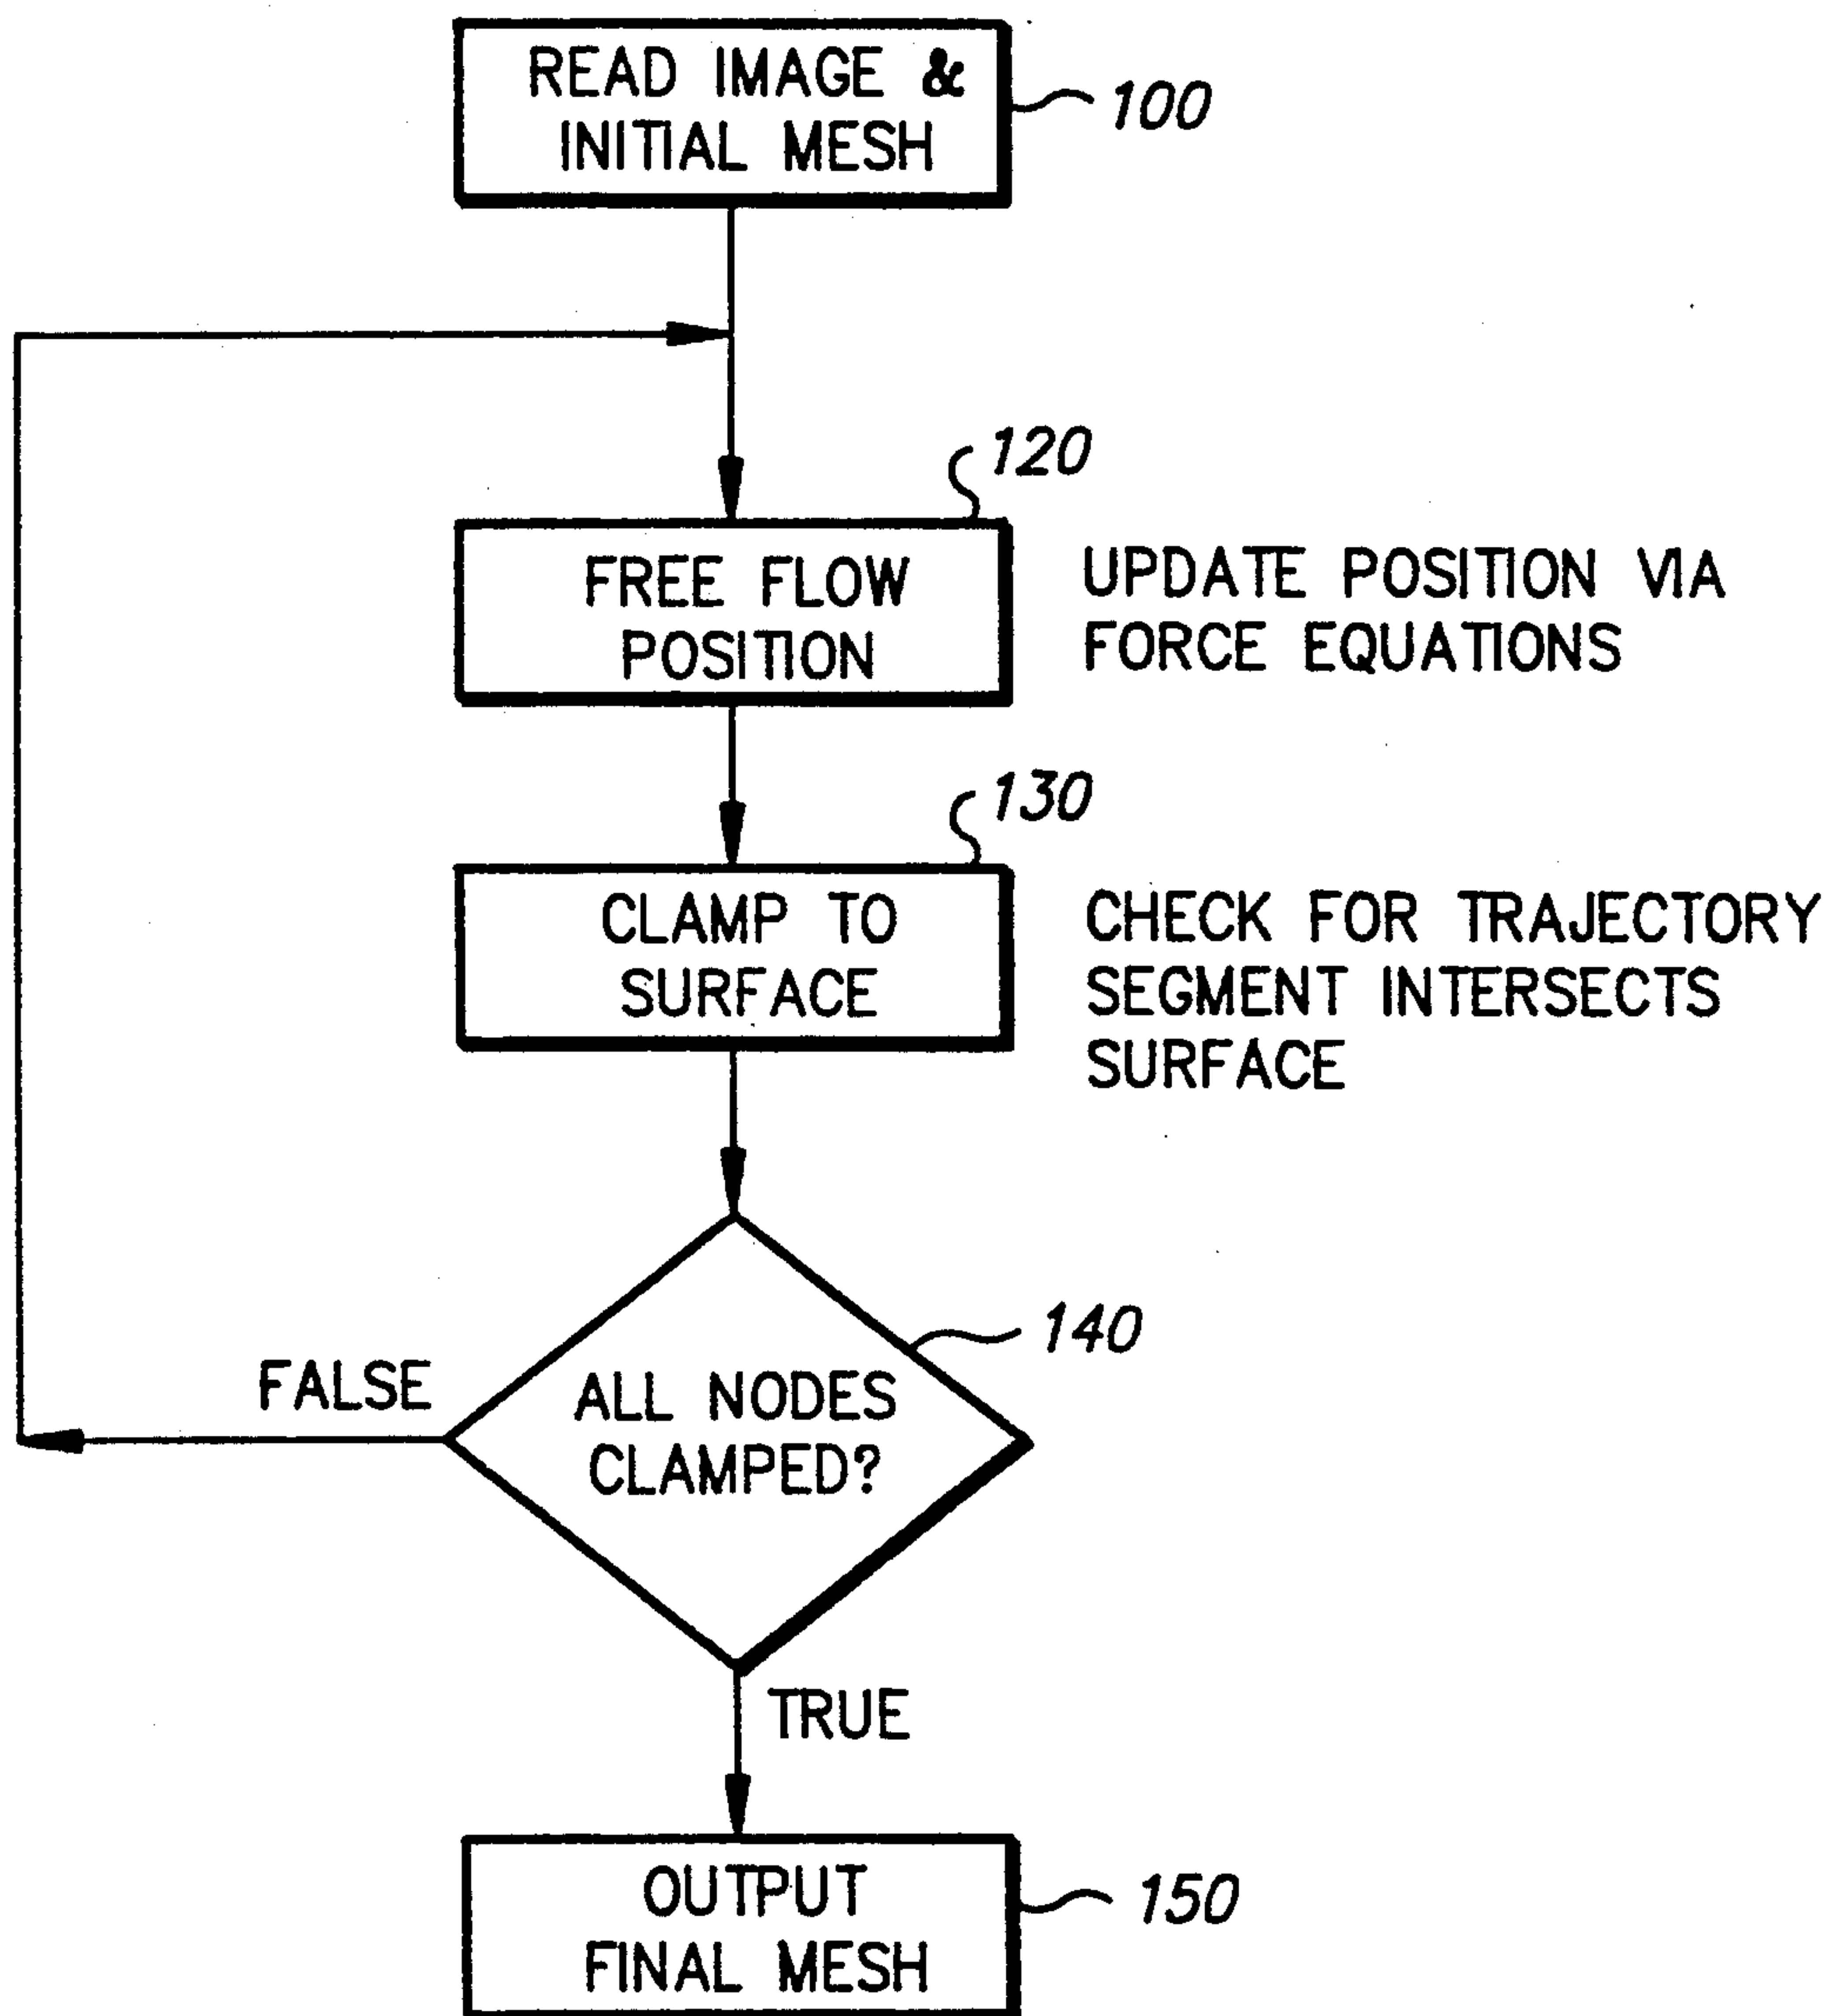 READ IMAGE &
INITIAL MESH
100
120
FREE FLOW
POSITION
UPDATE POSITION VIA
FORCE EQUATIONS
130
CLAMP TO
SURFACE
CHECK FOR TRAJECTORY
SEGMENT INTERSECTS
SURFACE
140
FALSE
ALL NODES
CLAMPED?
TRUE
OUTPUT
FINAL MESH
150